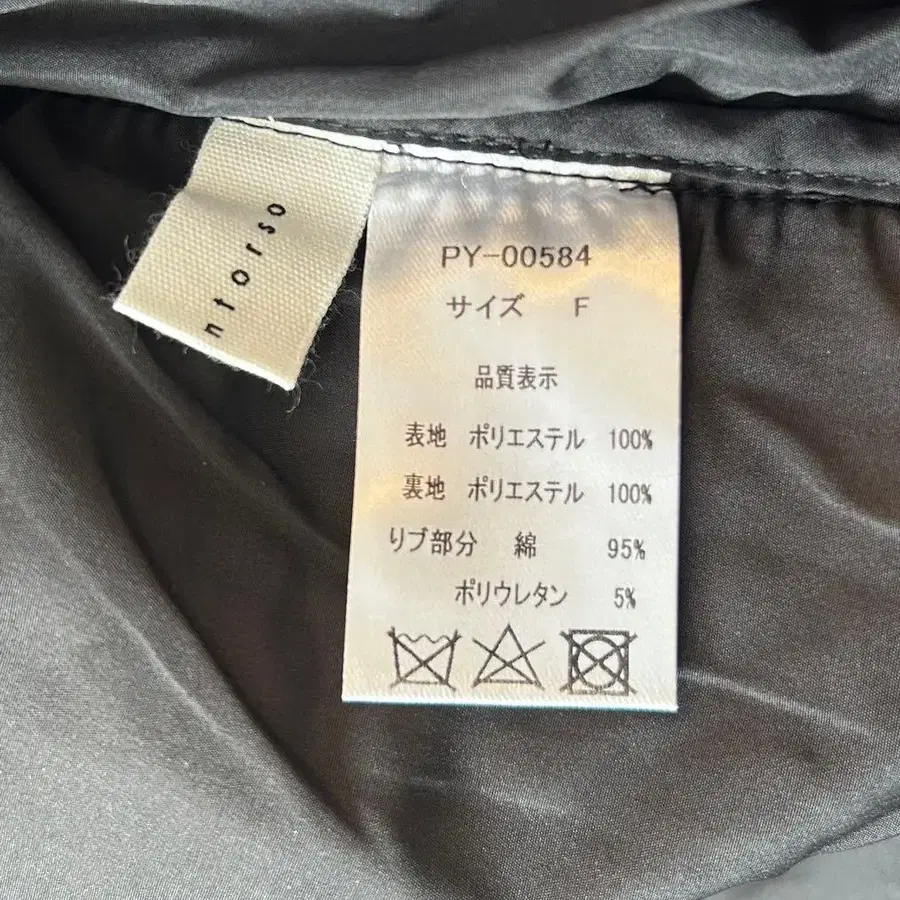 ntorso
PY-00584
サイズ F
品質表示
表地 ポリエステル 100%
裏地 ポリエステル 100%
りブ部分 綿 95%
ポリウレタン 5%